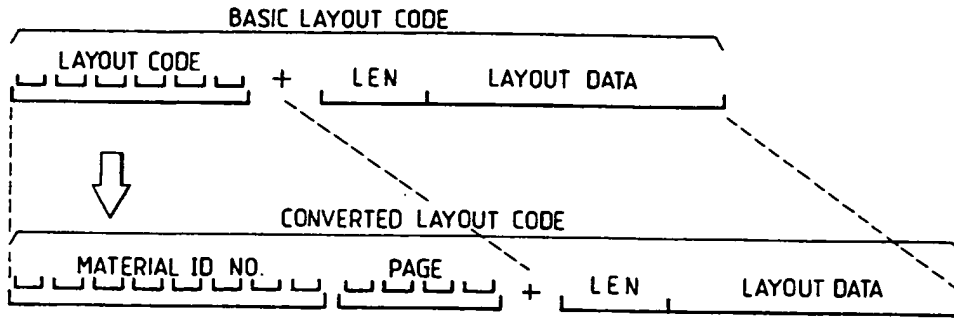 BASIC LAYOUT CODE
LAYOUT CODE + LEN LAYOUT DATA
CONVERTED LAYOUT CODE
MATERIAL ID NO. PAGE + LEN LAYOUT DATA